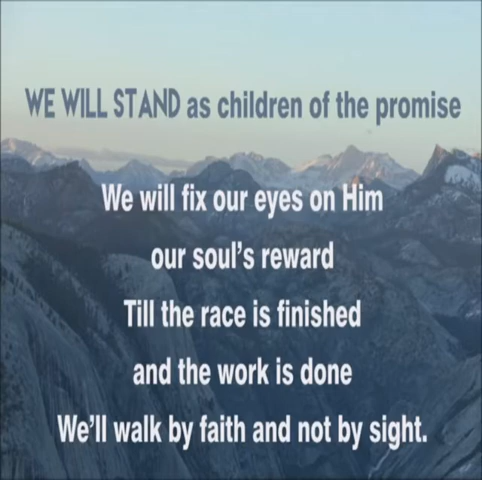 WE WILL STAND as children of the promise
We will fix our eyes on Him
our soul's reward
Till the race is finished
and the work is done
We'll walk by faith and not by sight.